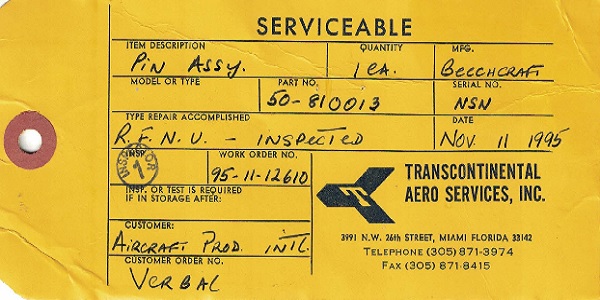 SERVICEABLE
ITEM DESCRIPTION QUANTITY MFG.
Pin Assy. 1 ea. Beechcraft
MODEL OR TYPE PART NO. SERIAL NO.
50-810013 NSN
TYPE REPAIR ACCOMPLISHED DATE
R.F.N.U. - Inspected Nov. 11 1995
INSP. WORK ORDER NO.
INSPECTOR 1
95-11-12610
INSP. OR TEST IS REQUIRED
IF IN STORAGE AFTER:
CUSTOMER:
Aircraft Prod. Intl.
CUSTOMER ORDER NO.
Verbal
T
TRANSCONTINENTAL
AERO SERVICES, INC.
3991 N.W. 26th STREET, MIAMI FLORIDA 33142
TELEPHONE (305) 871-3974
FAX (305) 871-8415